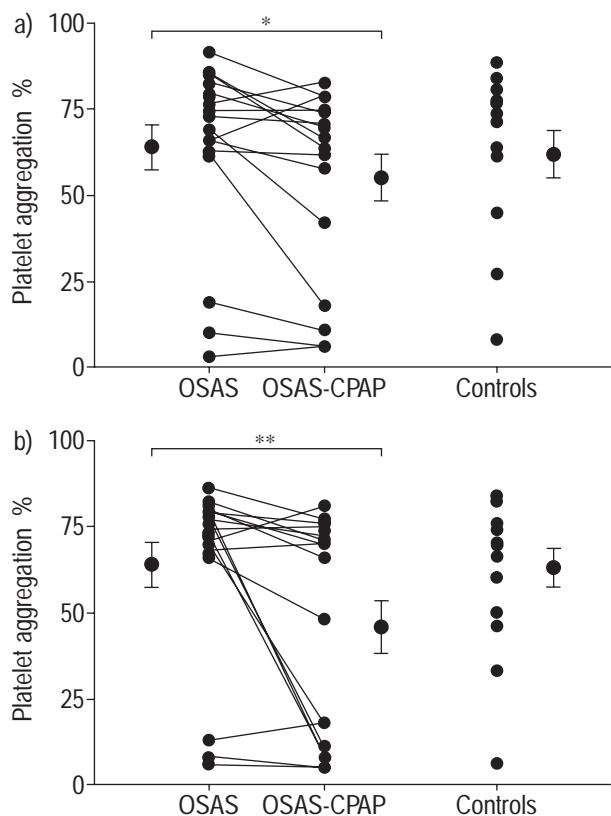 a)
*
100
75
50
25
0
Platelet aggregation %
OSAS OSAS-CPAP Controls
b)
**
100
75
50
25
0
Platelet aggregation %
OSAS OSAS-CPAP Controls